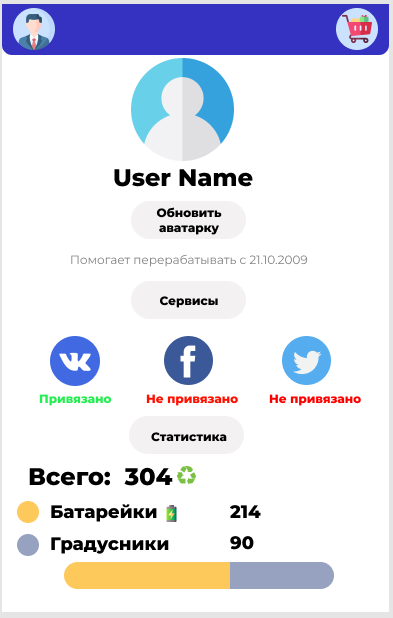 User Name
Обновить
аватарку
Помогает перерабатывать с 21.10.2009
Сервисы
Привязано Не привязано Не привязано
Статистика
Всего: 304
Батарейки 214
Градусники 90